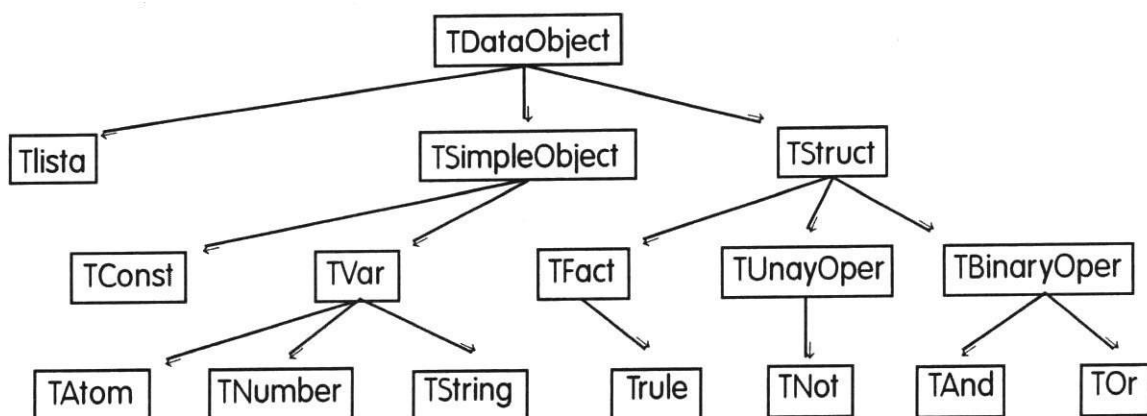 TDataObject
Tlista
TSimpleObject
TStruct
TConst
TVar
TFact
TUnayOper
TBinaryOper
TAtom
TNumber
TString
Trule
TNot
TAnd
TOr